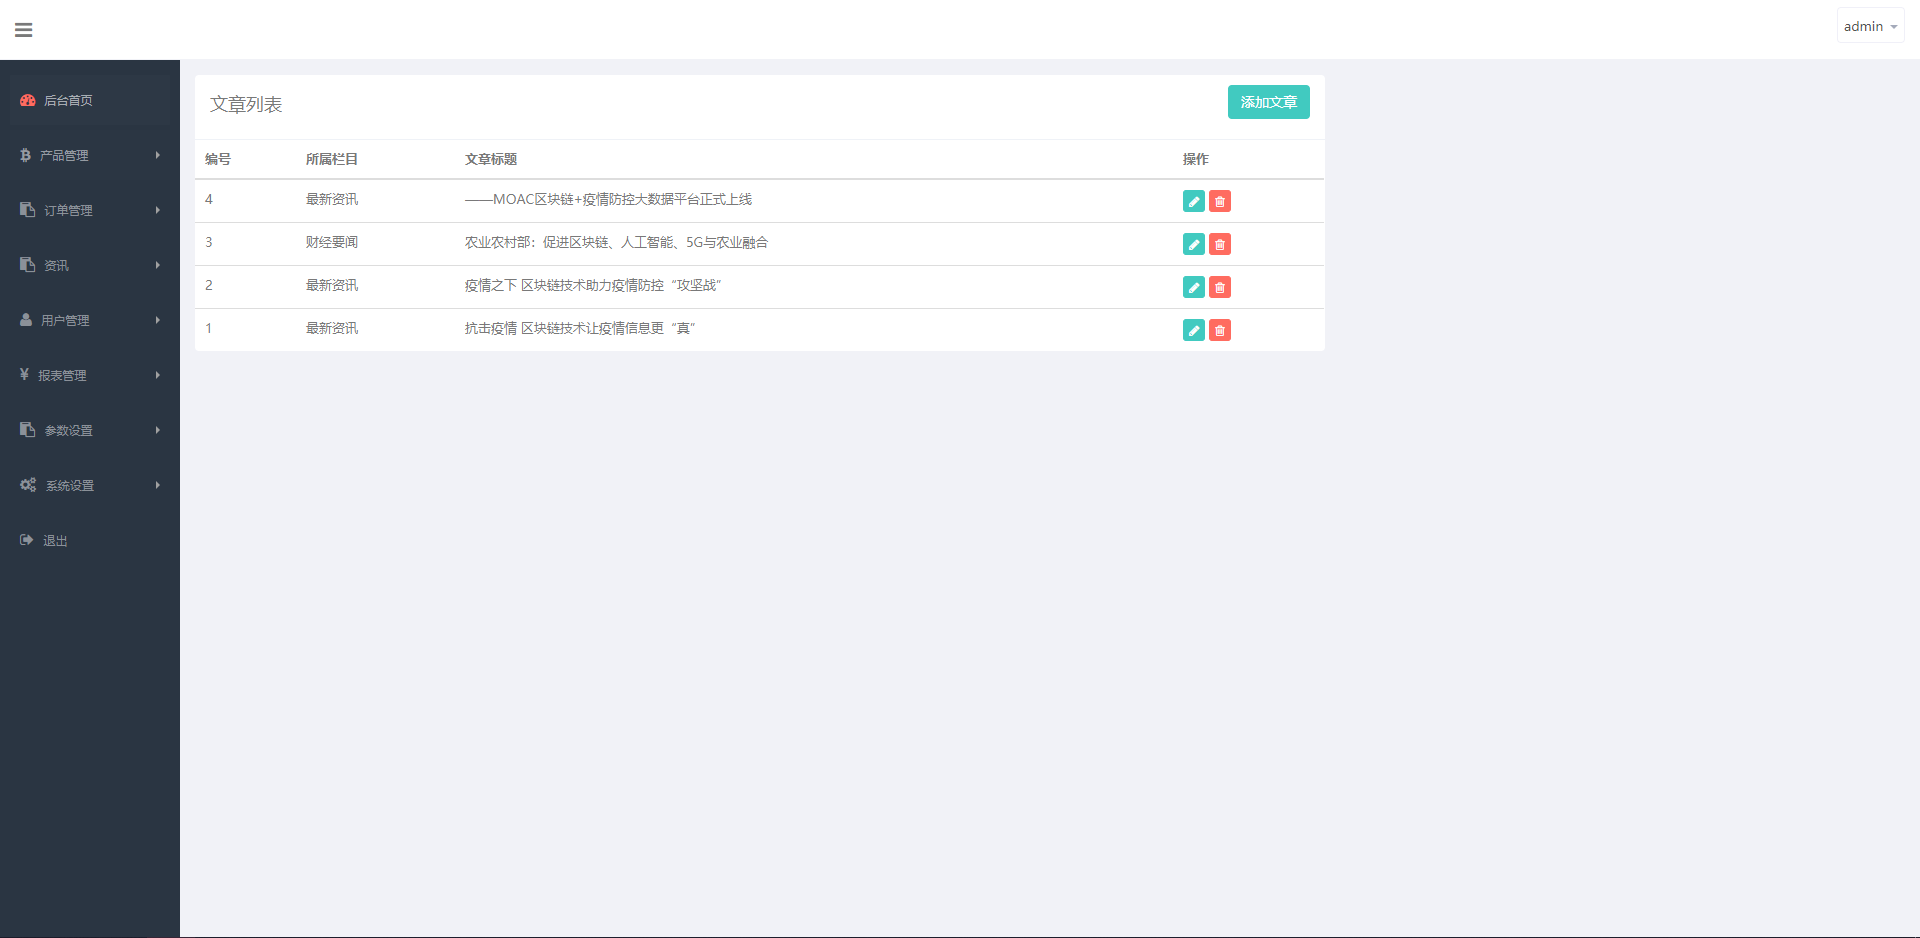 admin
后台首页
产品管理
订单管理
资讯
用户管理
报表管理
参数设置
系统设置
退出
文章列表
添加文章
编号 所属栏目 文章标题 操作
4 最新资讯 ——MOAC区块链+疫情防控大数据平台正式上线
3 财经要闻 农业农村部：促进区块链、人工智能、5G与农业融合
2 最新资讯 疫情之下 区块链技术助力疫情防控“攻坚战”
1 最新资讯 抗击疫情 区块链技术让疫情信息更“真”